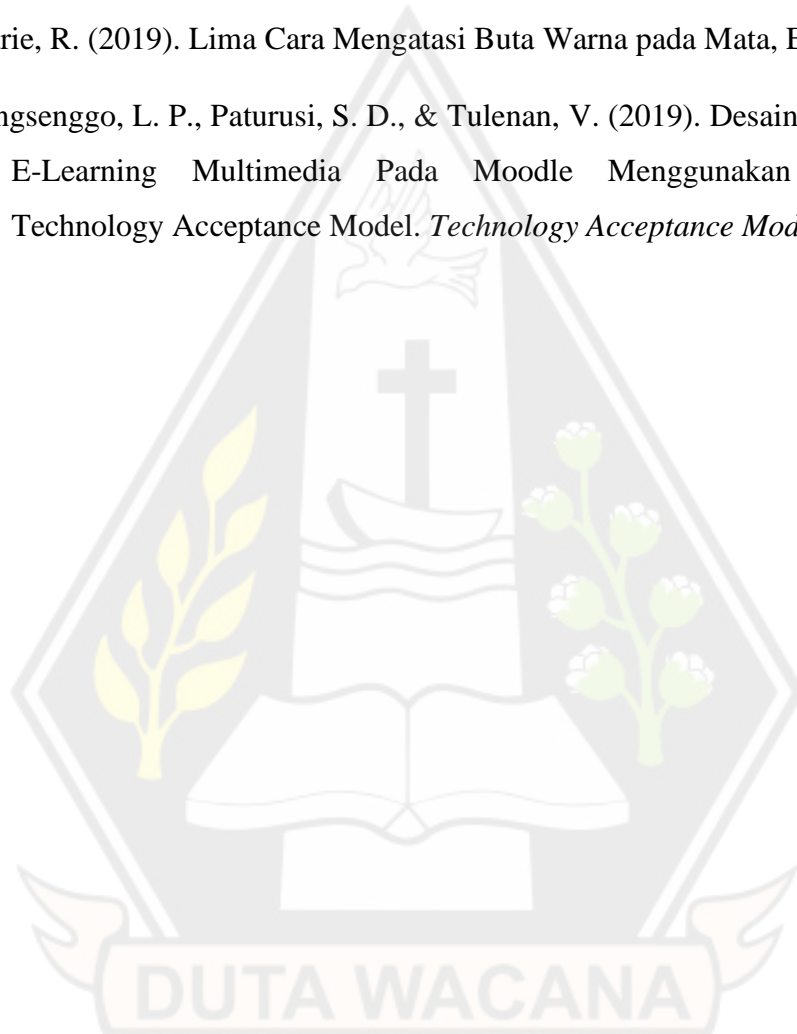 rie, R. (2019). Lima Cara Mengatasi Buta Warna pada Mata,
ngsenggo, L. P., Paturusi, S. D., & Tulenan, V. (2019). Desain
E-Learning Multimedia Pada Moodle Menggunakan
Technology Acceptance Model. Technology Acceptance Mod
DUTA WACANA